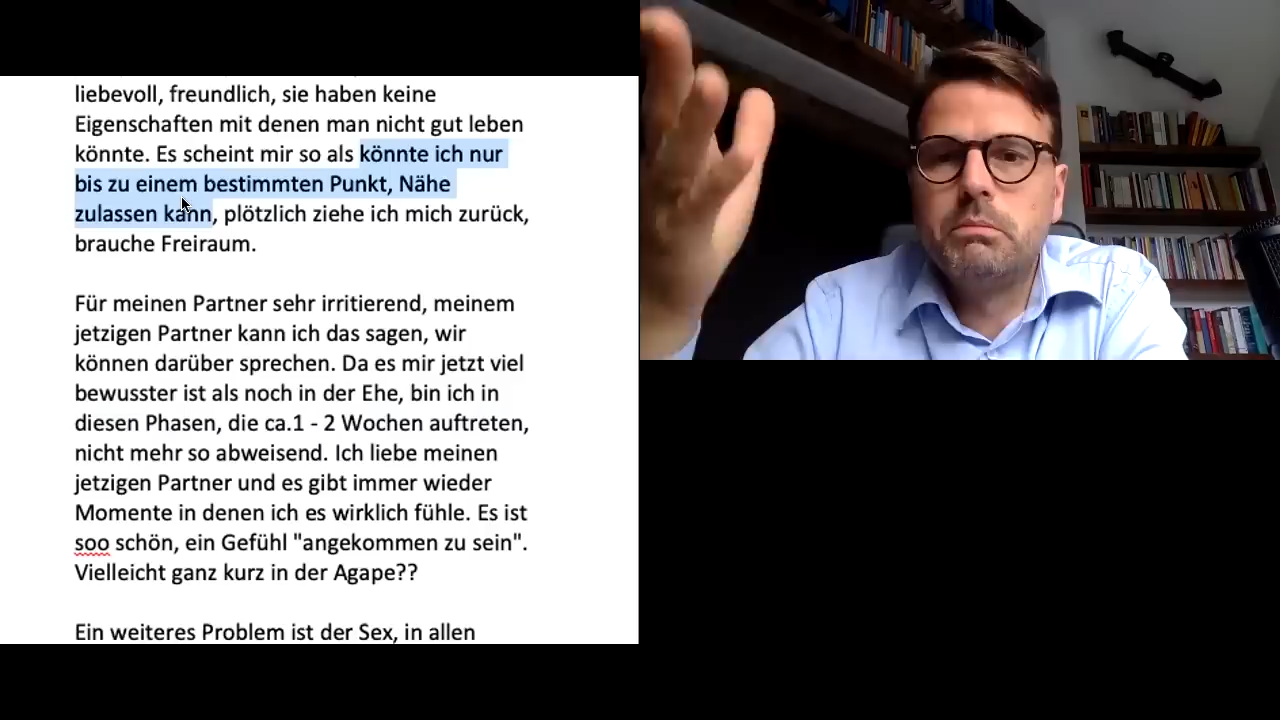 liebevoll, freundlich, sie haben keine
Eigenschaften mit denen man nicht gut leben
könnte. Es scheint mir so als könnte ich nur
bis zu einem bestimmten Punkt, Nähe
zulassen kann, plötzlich ziehe ich mich zurück,
brauche Freiraum.
Für meinen Partner sehr irritierend, meinem
jetzigen Partner kann ich das sagen, wir
können darüber sprechen. Da es mir jetzt viel
bewusster ist als noch in der Ehe, bin ich in
diesen Phasen, die ca.1 - 2 Wochen auftreten,
nicht mehr so abweisend. Ich liebe meinen
jetzigen Partner und es gibt immer wieder
Momente in denen ich es wirklich fühle. Es ist
soo schön, ein Gefühl "angekommen zu sein".
Vielleicht ganz kurz in der Agape??
Ein weiteres Problem ist der Sex, in allen